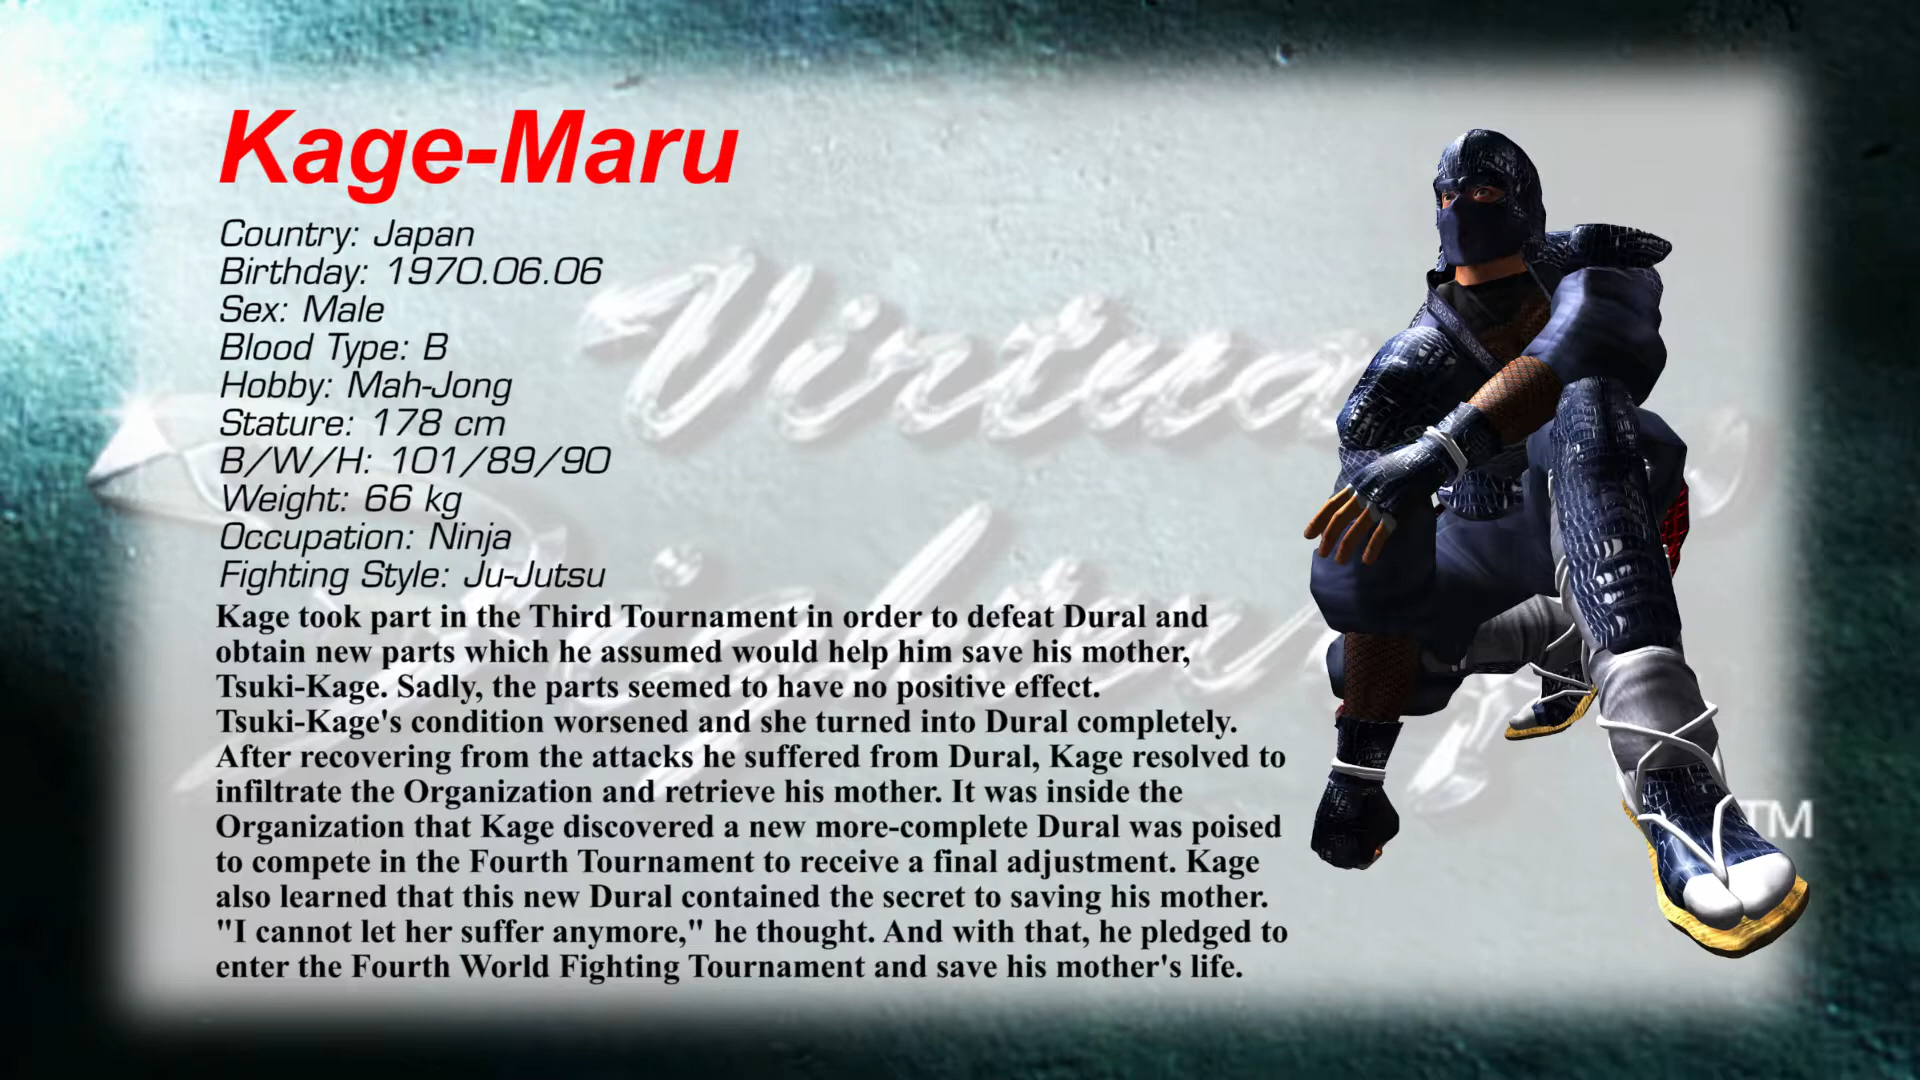 Kage-Maru
Country: Japan
Birthday: 1970.06.06
Sex: Male
Blood Type: B
Hobby: Mah-Jong
Stature: 178 cm
B/W/H: 101/89/90
Weight: 66 kg
Occupation: Ninja
Fighting Style: Ju-Jutsu
Kage took part in the Third Tournament in order to defeat Dural and
obtain new parts which he assumed would help him save his mother,
Tsuki-Kage. Sadly, the parts seemed to have no positive effect.
Tsuki-Kage's condition worsened and she turned into Dural completely.
After recovering from the attacks he suffered from Dural, Kage resolved to
infiltrate the Organization and retrieve his mother. It was inside the
Organization that Kage discovered a new more-complete Dural was poised
to compete in the Fourth Tournament to receive a final adjustment. Kage
also learned that this new Dural contained the secret to saving his mother.
"I cannot let her suffer anymore," he thought. And with that, he pledged to
enter the Fourth World Fighting Tournament and save his mother's life.
Virtua
TM